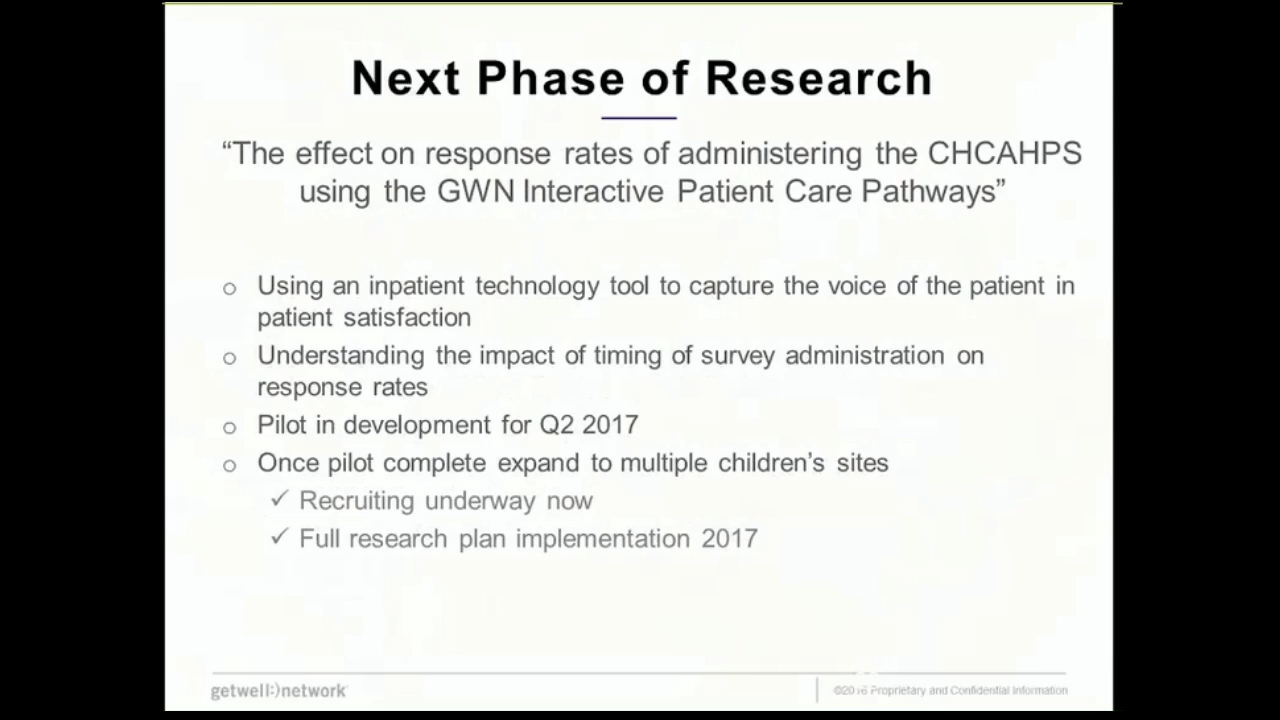 Next Phase of Research
“The effect on response rates of administering the CHCAHPS
using the GWN Interactive Patient Care Pathways”
o Using an inpatient technology tool to capture the voice of the patient in
patient satisfaction
o Understanding the impact of timing of survey administration on
response rates
o Pilot in development for Q2 2017
o Once pilot complete expand to multiple children’s sites
✓ Recruiting underway now
✓ Full research plan implementation 2017
getwell:)network
Proprietary and Confidential Information